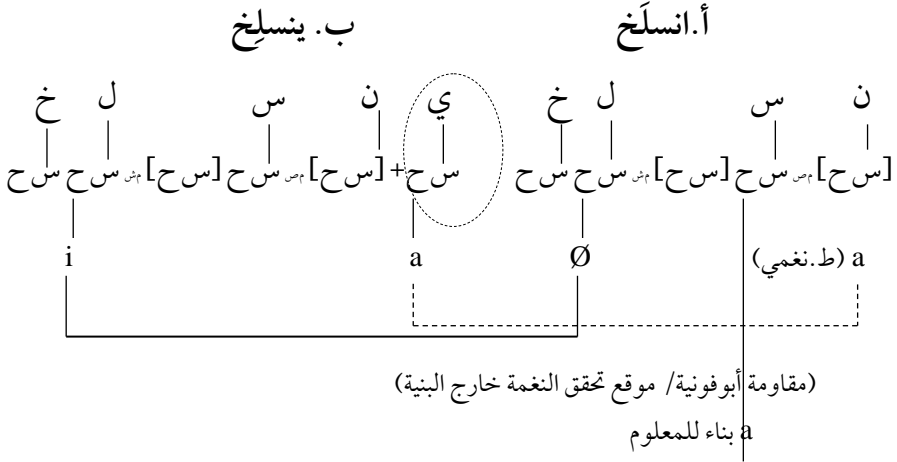 أ.انسلَخ ب. ينسلِخ
ن س ل خ ي ن س ل خ
[س ح]مص س ح [س ح]مش س ح س ح س ح+[س ح]مص س ح [س ح]مش س ح س ح
a (ط.نغمي) Ø a i
(مقاومة أبوفونية/ موقع تحقق النغمة خارج البنية)
a بناء للمعلوم